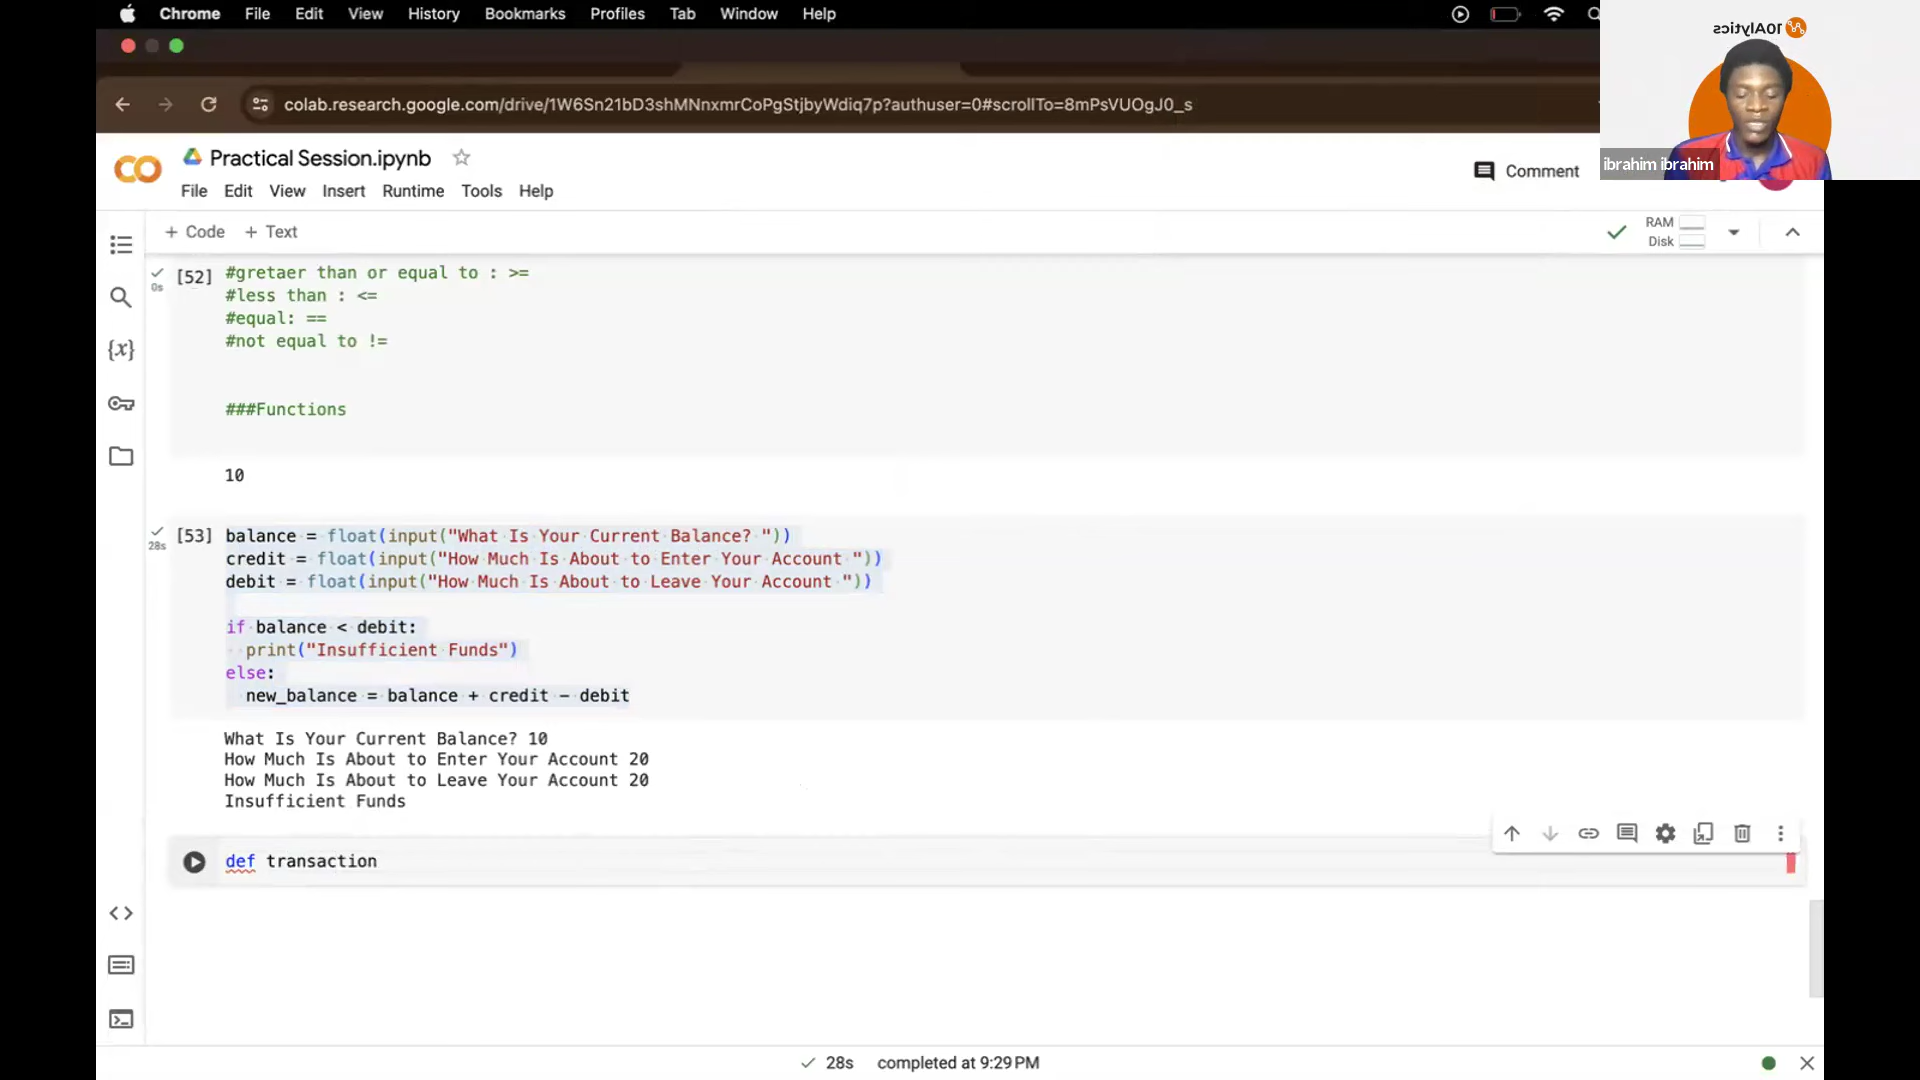 Chrome File Edit View History Bookmarks Profiles Tab Window Help
10Alytics
colab.research.google.com/drive/1W6Sn21bD3shMNnxmrCoPgStjbyWdiq7p?authuser=0#scrollTo=8mPsVUOgJ0_s
ibrahim ibrahim
CO
Practical Session.ipynb
Comment
File Edit View Insert Runtime Tools Help
+ Code + Text
RAM
Disk
[52]
0s
#gretaer than or equal to : >=
#less than : <=
#equal: ==
#not equal to !=
###Functions
10
[53]
28s
balance = float(input("What Is Your Current Balance? "))
credit = float(input("How Much Is About to Enter Your Account "))
debit = float(input("How Much Is About to Leave Your Account "))
if balance < debit:
  print("Insufficient Funds")
else:
  new_balance = balance + credit - debit
What Is Your Current Balance? 10
How Much Is About to Enter Your Account 20
How Much Is About to Leave Your Account 20
Insufficient Funds
def transaction
28s completed at 9:29 PM